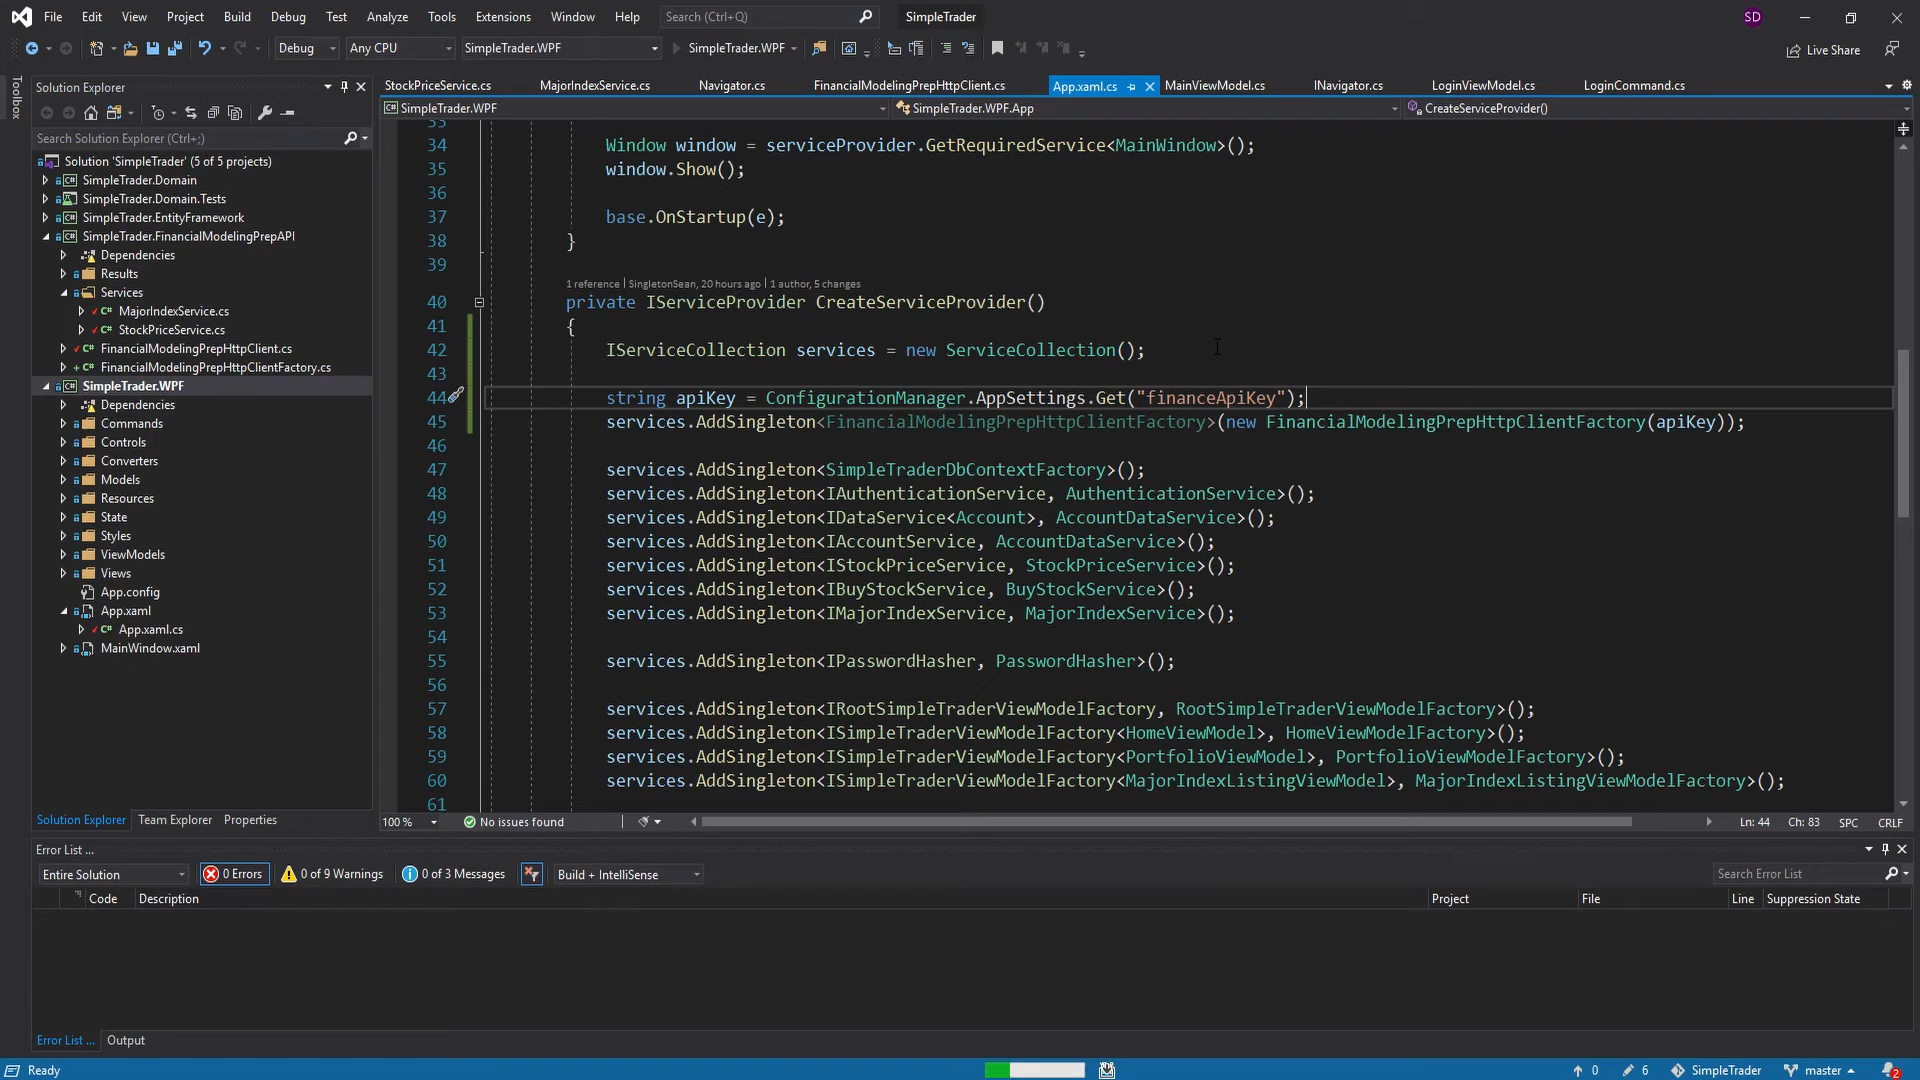 File Edit View Project Build Debug Test Analyze Tools Extensions Window Help Search (Ctrl+Q) SimpleTrader SD
Debug Any CPU SimpleTrader.WPF SimpleTrader.WPF Live Share
Toolbox
Solution Explorer
Search Solution Explorer (Ctrl+;)
Solution 'SimpleTrader' (5 of 5 projects)
SimpleTrader.Domain
SimpleTrader.Domain.Tests
SimpleTrader.EntityFramework
SimpleTrader.FinancialModelingPrepAPI
Dependencies
Results
Services
C# MajorIndexService.cs
C# StockPriceService.cs
C# FinancialModelingPrepHttpClient.cs
C# FinancialModelingPrepHttpClientFactory.cs
SimpleTrader.WPF
Dependencies
Commands
Controls
Converters
Models
Resources
State
Styles
ViewModels
Views
App.config
App.xaml
C# App.xaml.cs
MainWindow.xaml
Solution Explorer Team Explorer Properties
StockPriceService.cs MajorIndexService.cs Navigator.cs FinancialModelingPrepHttpClient.cs App.xaml.cs MainViewModel.cs INavigator.cs LoginViewModel.cs LoginCommand.cs
SimpleTrader.WPF SimpleTrader.WPF.App CreateServiceProvider()
33
34 Window window = serviceProvider.GetRequiredService<MainWindow>();
35 window.Show();
36
37 base.OnStartup(e);
38 }
39
1 reference | SingletonSean, 20 hours ago | 1 author, 5 changes
40 private IServiceProvider CreateServiceProvider()
41 {
42 IServiceCollection services = new ServiceCollection();
43
44 string apiKey = ConfigurationManager.AppSettings.Get("financeApiKey");
45 services.AddSingleton<FinancialModelingPrepHttpClientFactory>(new FinancialModelingPrepHttpClientFactory(apiKey));
46
47 services.AddSingleton<SimpleTraderDbContextFactory>();
48 services.AddSingleton<IAuthenticationService, AuthenticationService>();
49 services.AddSingleton<IDataService<Account>, AccountDataService>();
50 services.AddSingleton<IAccountService, AccountDataService>();
51 services.AddSingleton<IStockPriceService, StockPriceService>();
52 services.AddSingleton<IBuyStockService, BuyStockService>();
53 services.AddSingleton<IMajorIndexService, MajorIndexService>();
54
55 services.AddSingleton<IPasswordHasher, PasswordHasher>();
56
57 services.AddSingleton<IRootSimpleTraderViewModelFactory, RootSimpleTraderViewModelFactory>();
58 services.AddSingleton<ISimpleTraderViewModelFactory<HomeViewModel>, HomeViewModelFactory>();
59 services.AddSingleton<ISimpleTraderViewModelFactory<PortfolioViewModel>, PortfolioViewModelFactory>();
60 services.AddSingleton<ISimpleTraderViewModelFactory<MajorIndexListingViewModel>, MajorIndexListingViewModelFactory>();
61
100 % No issues found Ln: 44 Ch: 83 SPC CRLF
Error List ...
Entire Solution 0 Errors 0 of 9 Warnings 0 of 3 Messages Build + IntelliSense Search Error List
Code Description Project File Line Suppression State
Error List ... Output
Ready 0 6 SimpleTrader master 2